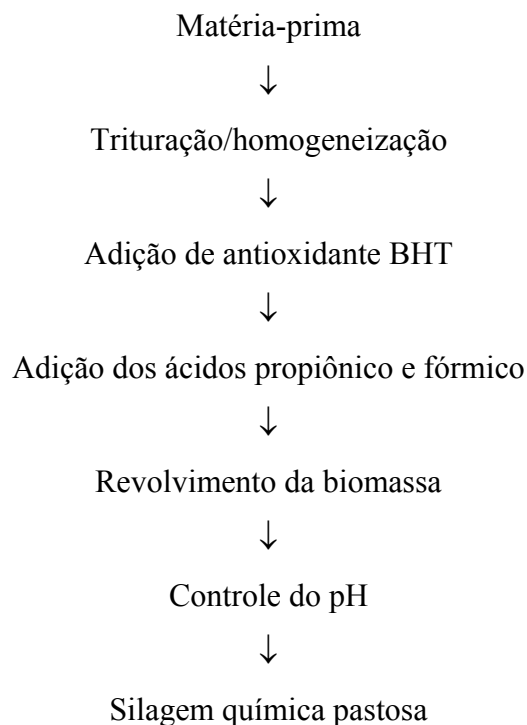 Matéria-prima
↓
Trituração/homogeneização
↓
Adição de antioxidante BHT
↓
Adição dos ácidos propiônico e fórmico
↓
Revolvimento da biomassa
↓
Controle do pH
↓
Silagem química pastosa